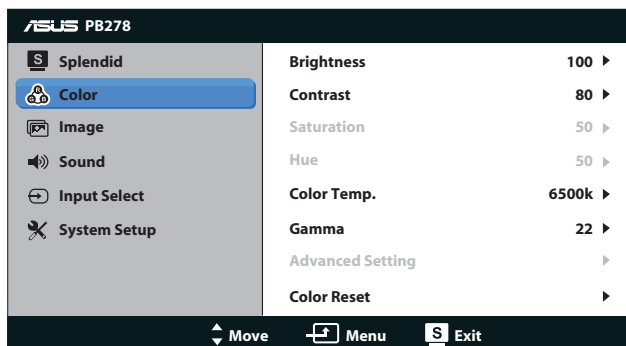 ASUS PB278
S Splendid
Color
Image
Sound
Input Select
System Setup
Brightness 100
Contrast 80
Saturation 50
Hue 50
Color Temp. 6500k
Gamma 22
Advanced Setting
Color Reset
Move Menu S Exit